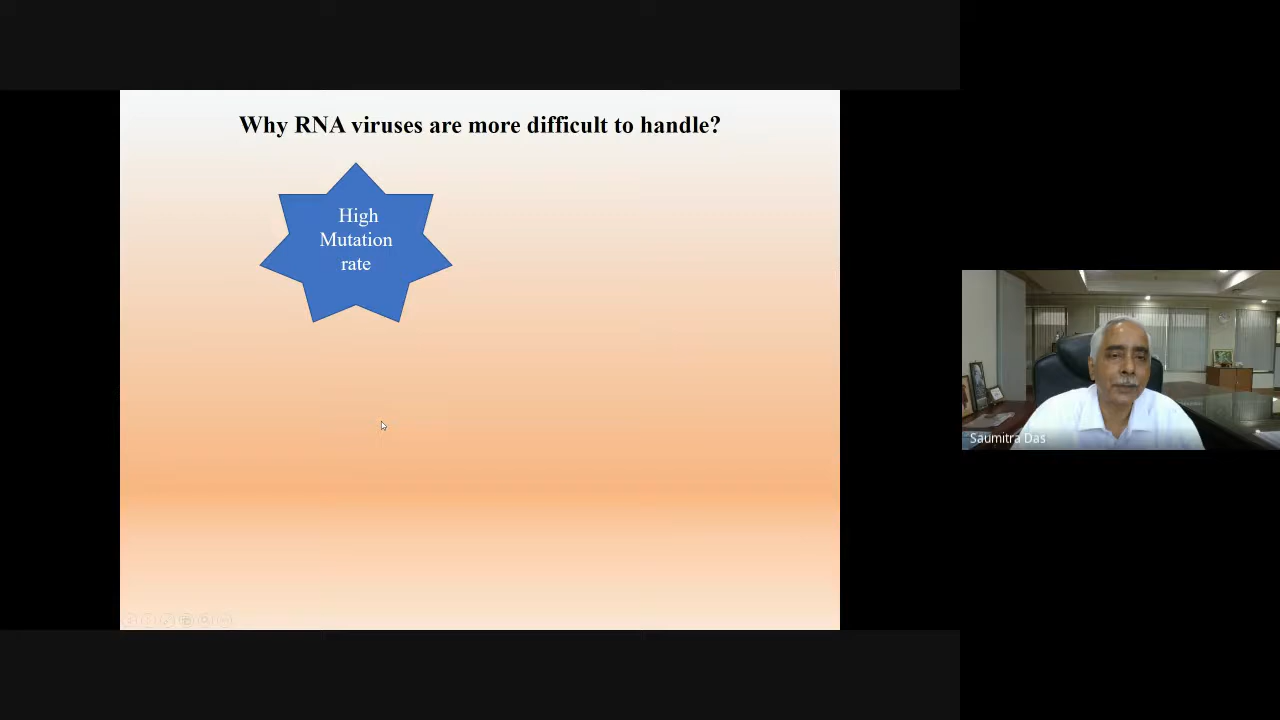 Why RNA viruses are more difficult to handle?
High
Mutation
rate
Saumitra Das